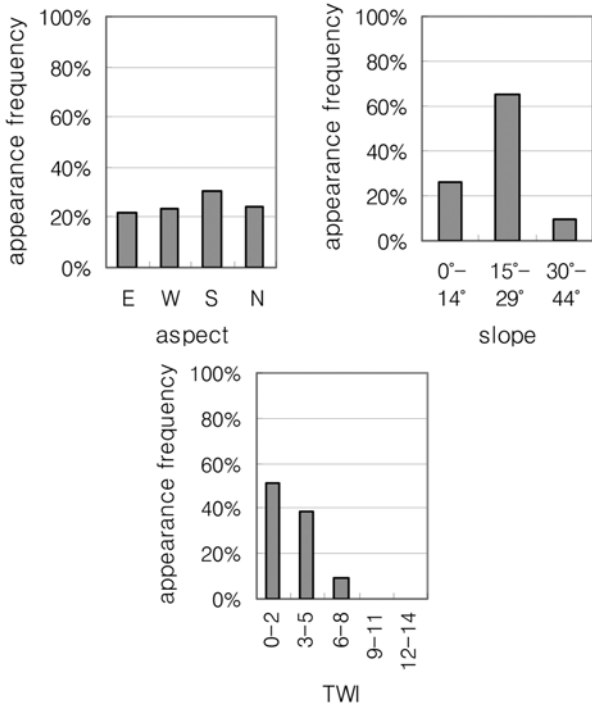 appearance frequency
100%
80%
60%
40%
20%
0%
E W S N
aspect
appearance frequency
100%
80%
60%
40%
20%
0%
0°– 15°– 30°–
14° 29° 44°
slope
appearance frequency
100%
80%
60%
40%
20%
0%
0–2
3–5
6–8
9–11
12–14
TWI